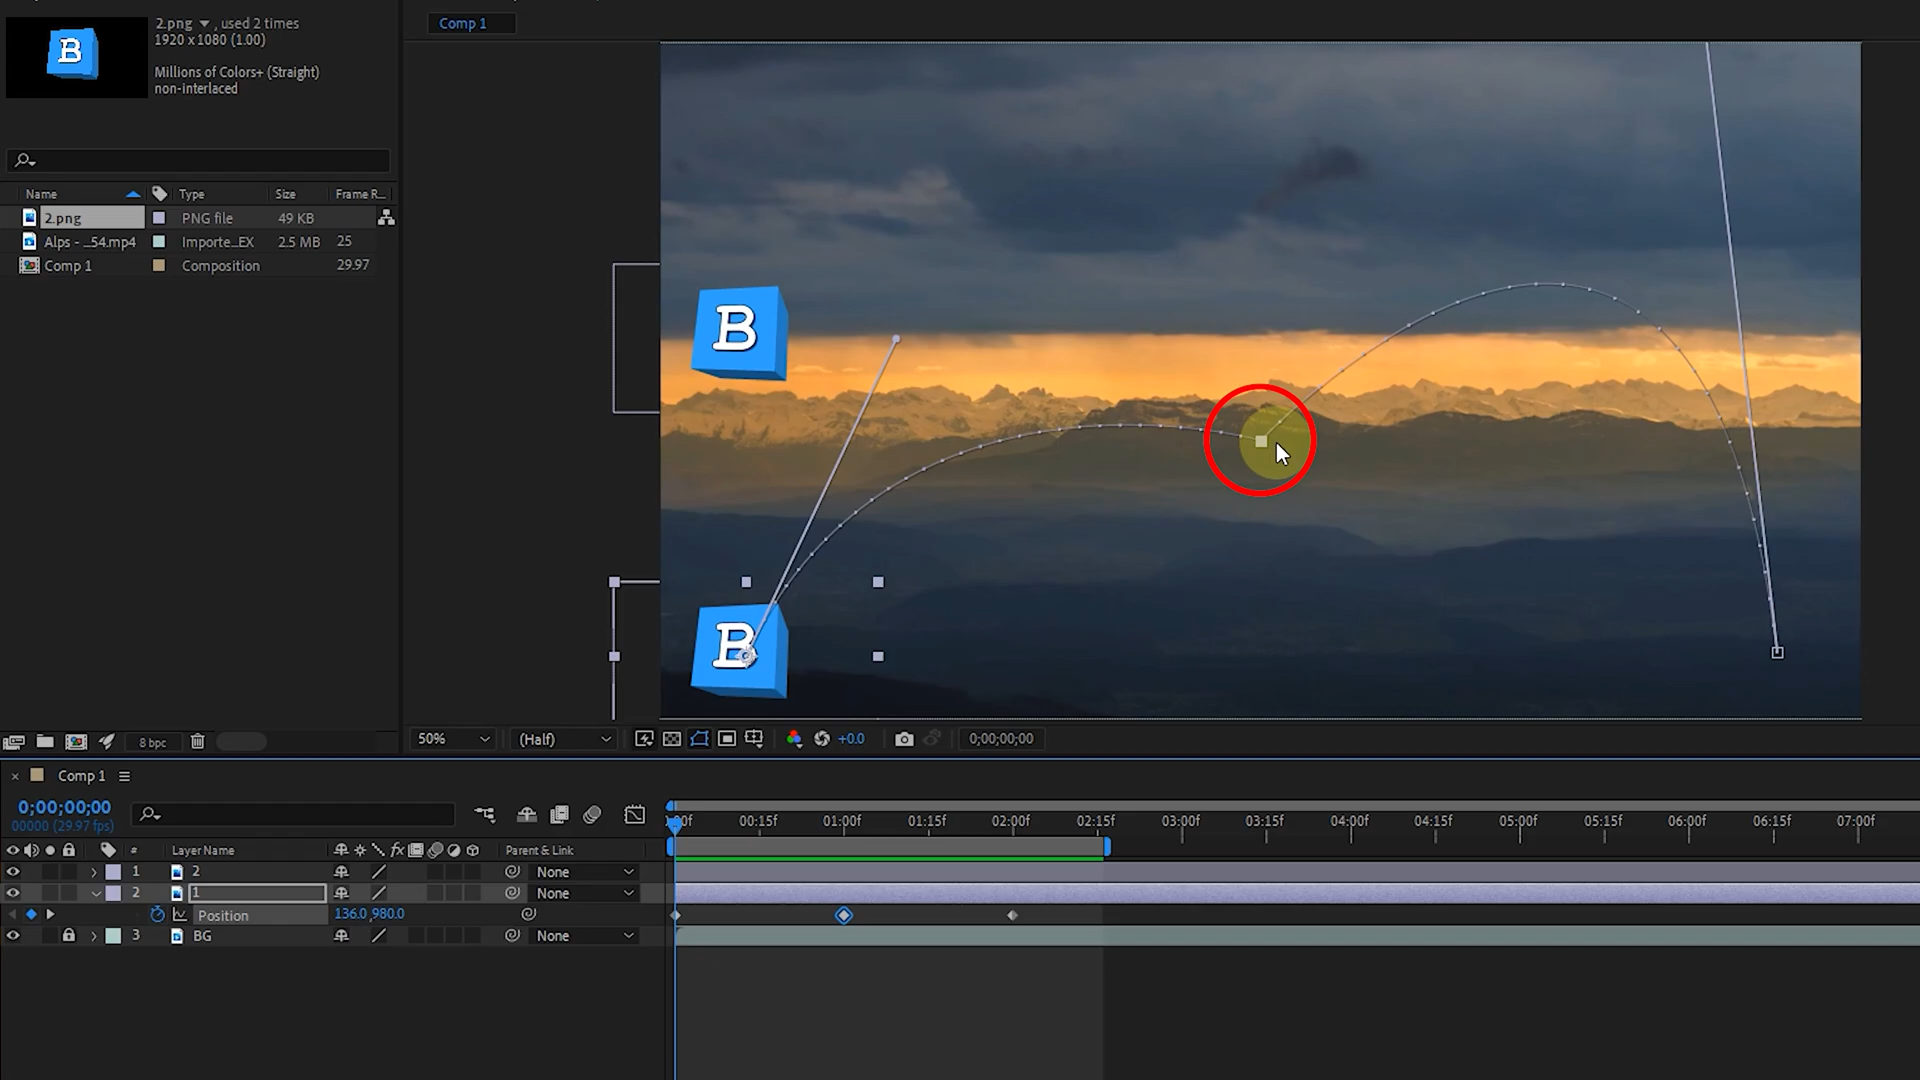 2.png ▼ , used 2 times
1920 x 1080 (1.00)
Millions of Colors+ (Straight)
non-interlaced
Name Type Size Frame R...
2.png PNG file 49 KB
Alps - ...54.mp4 Importe...EX 2.5 MB 25
Comp 1 Composition 29.97
8 bpc
Comp 1
B
B
50% (Half) +0.0 0;00;00;00
Comp 1
0;00;00;00
00000 (29.97 fps)
:00f 00:15f 01:00f 01:15f 02:00f 02:15f 03:00f 03:15f 04:00f 04:15f 05:00f 05:15f 06:00f 06:15f 07:00f
# Layer Name fx Parent & Link
1 2 None
2 1 None
Position 136.0,980.0
3 BG None